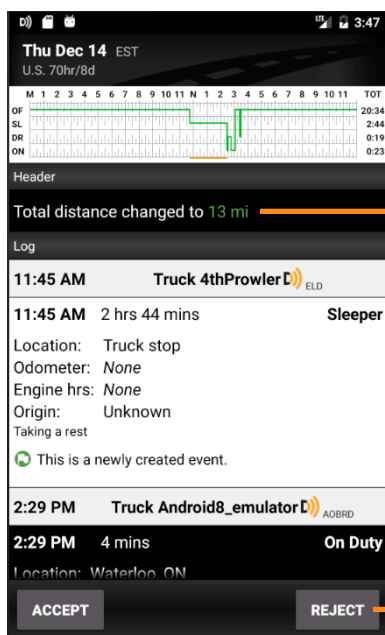 D)) LTE 3:47
Thu Dec 14 EST
U.S. 70hr/8d
M 1 2 3 4 5 6 7 8 9 10 11 N 1 2 3 4 5 6 7 8 9 10 11 TOT
OF 20:34
SL 2:44
DR 0:19
ON 0:23
Header
Total distance changed to 13 mi
Log
11:45 AM Truck 4thProwler D)) ELD
11:45 AM 2 hrs 44 mins Sleeper
Location: Truck stop
Odometer: None
Engine hrs: None
Origin: Unknown
Taking a rest
This is a newly created event.
2:29 PM Truck Android8_emulator D)) AOBRD
2:29 PM 4 mins On Duty
Location: Waterloo, ON
ACCEPT REJECT